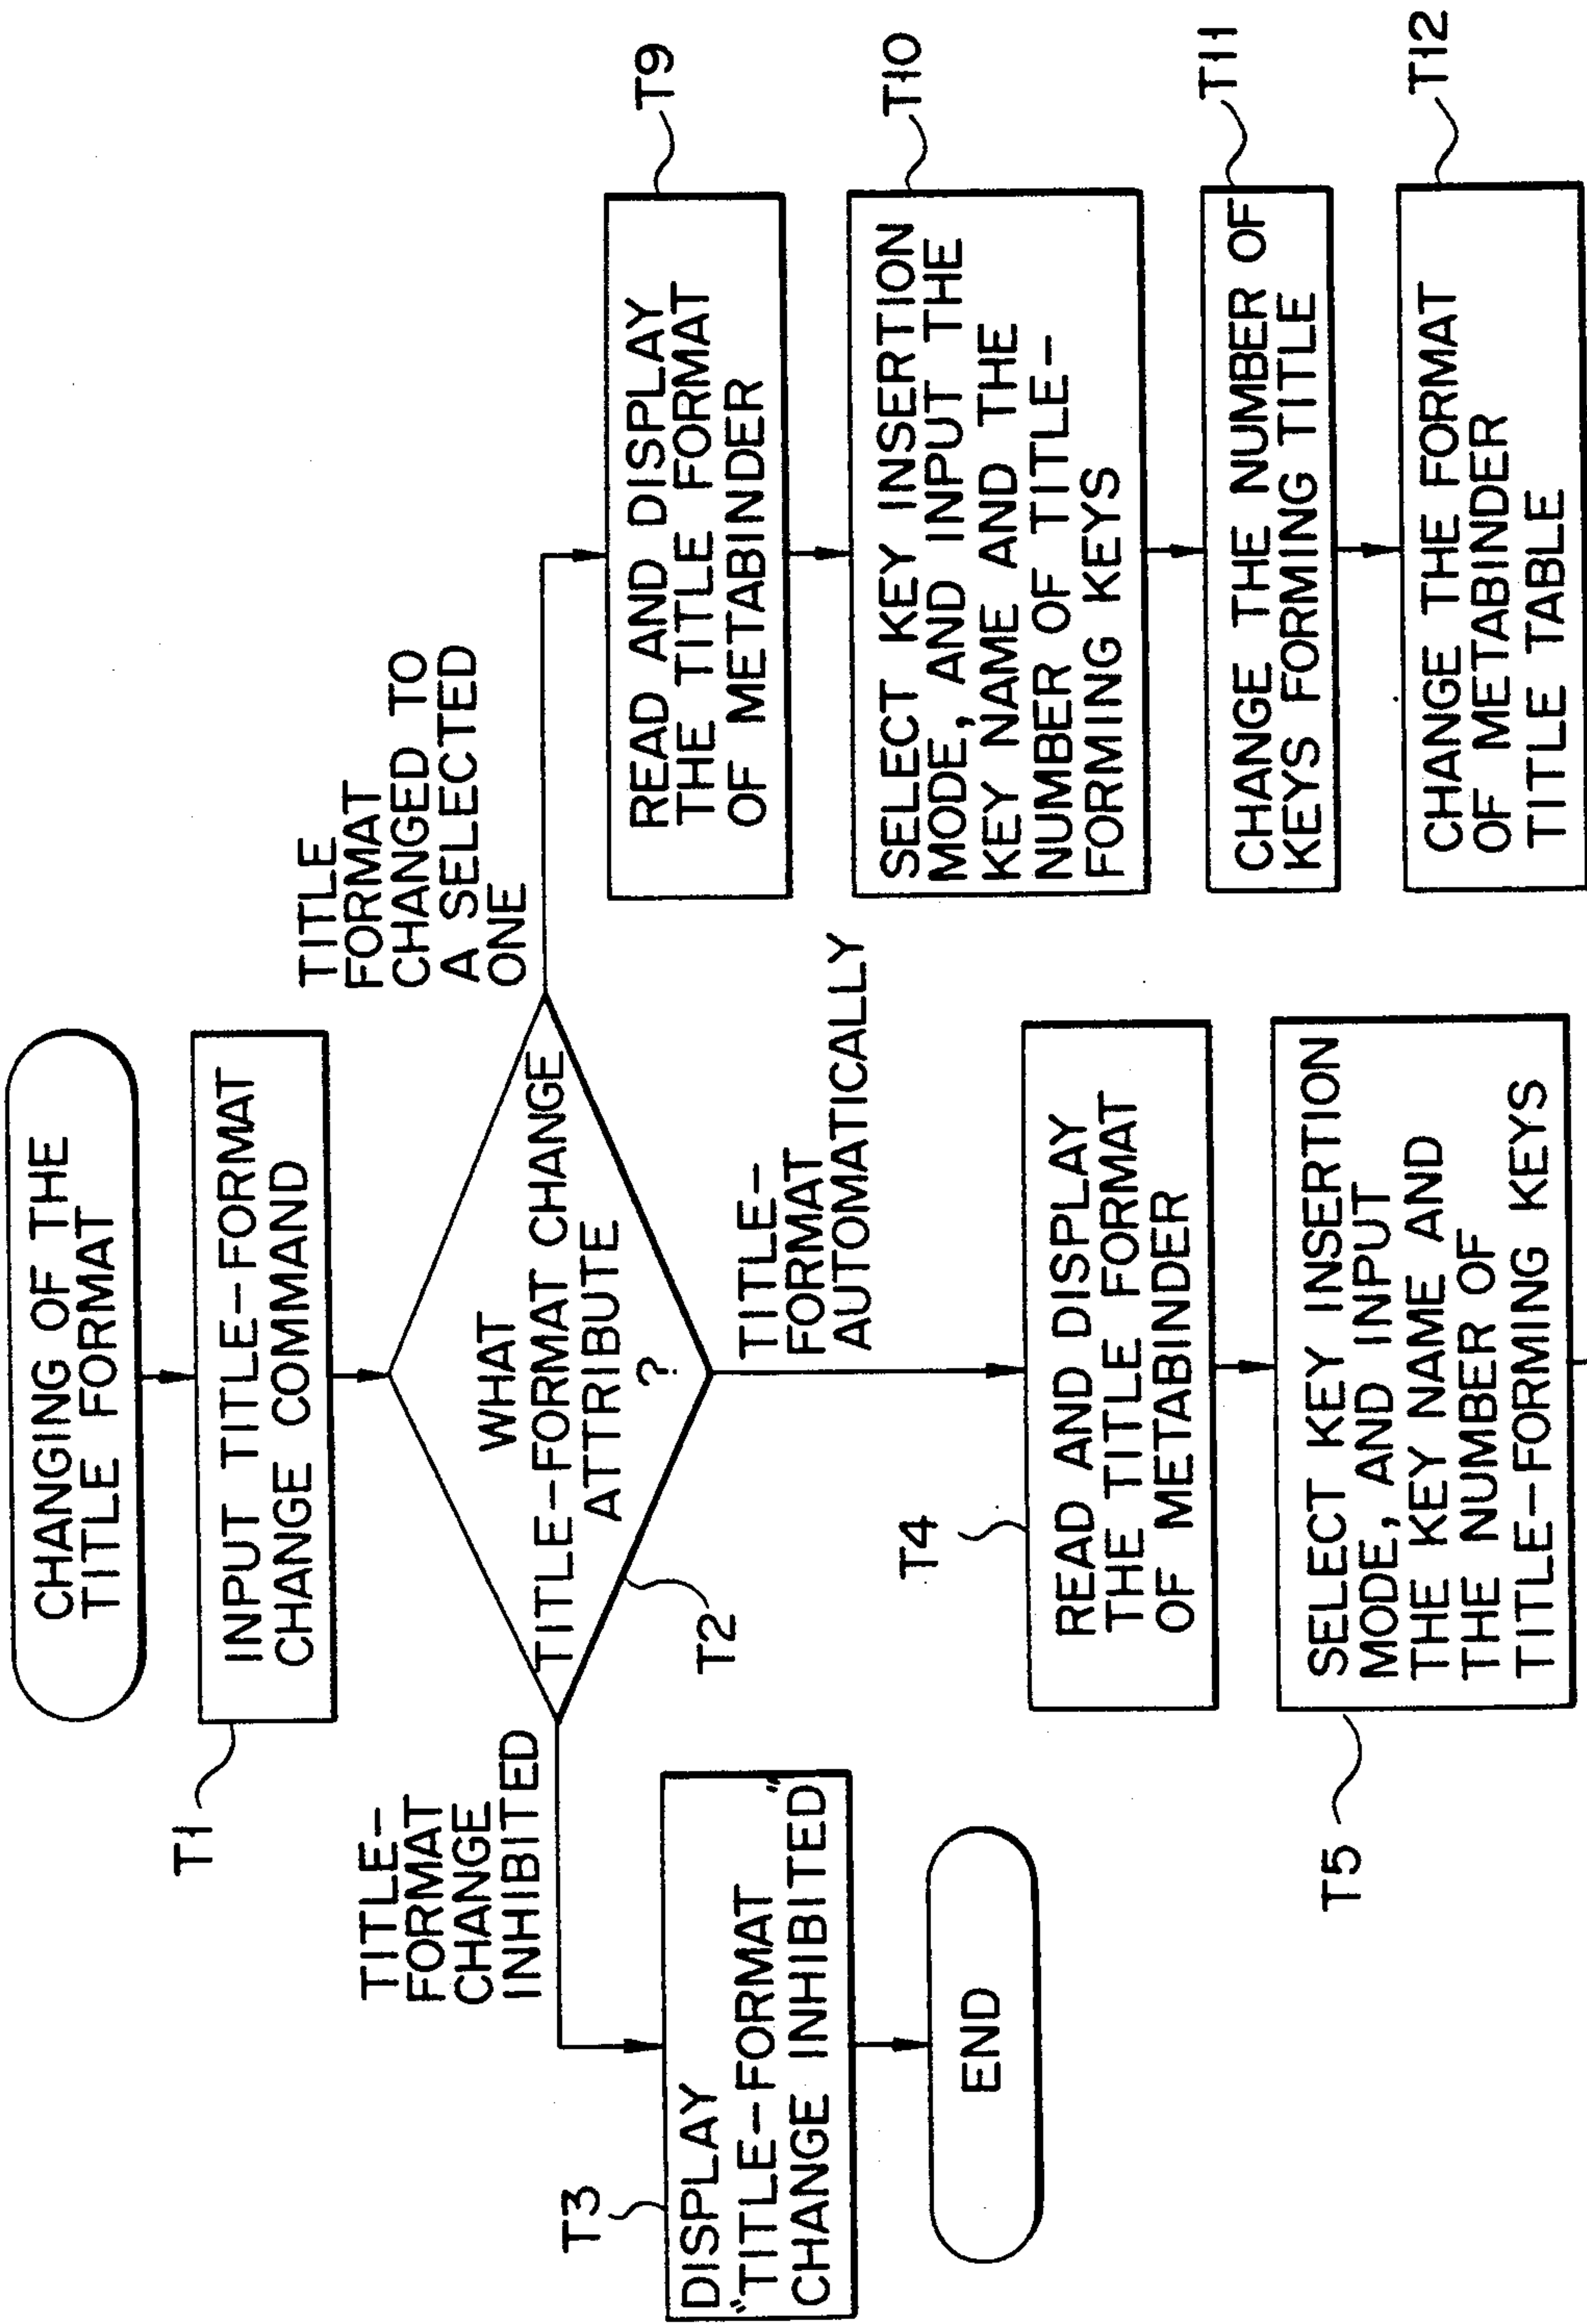 CHANGING OF THE
TITLE FORMAT
T1
INPUT TITLE-FORMAT
CHANGE COMMAND
WHAT
TITLE-FORMAT CHANGE
ATTRIBUTE
?
T2
TITLE-
FORMAT
CHANGE
INHIBITED
T3
DISPLAY
"TITLE-FORMAT
CHANGE INHIBITED"
END
TITLE-
FORMAT
AUTOMATICALLY
T4
READ AND DISPLAY
THE TITLE FORMAT
OF METABINDER
T5
SELECT KEY INSERTION
MODE, AND INPUT
THE KEY NAME AND
THE NUMBER OF
TITLE-FORMING KEYS
TITLE
FORMAT
CHANGED TO
A SELECTED
ONE
T9
READ AND DISPLAY
THE TITLE FORMAT
OF METABINDER
T10
SELECT KEY INSERTION
MODE, AND INPUT THE
KEY NAME AND THE
NUMBER OF TITLE-
FORMING KEYS
T11
CHANGE THE NUMBER OF
KEYS FORMING TITLE
T12
CHANGE THE FORMAT
OF METABINDER
TITLE TABLE